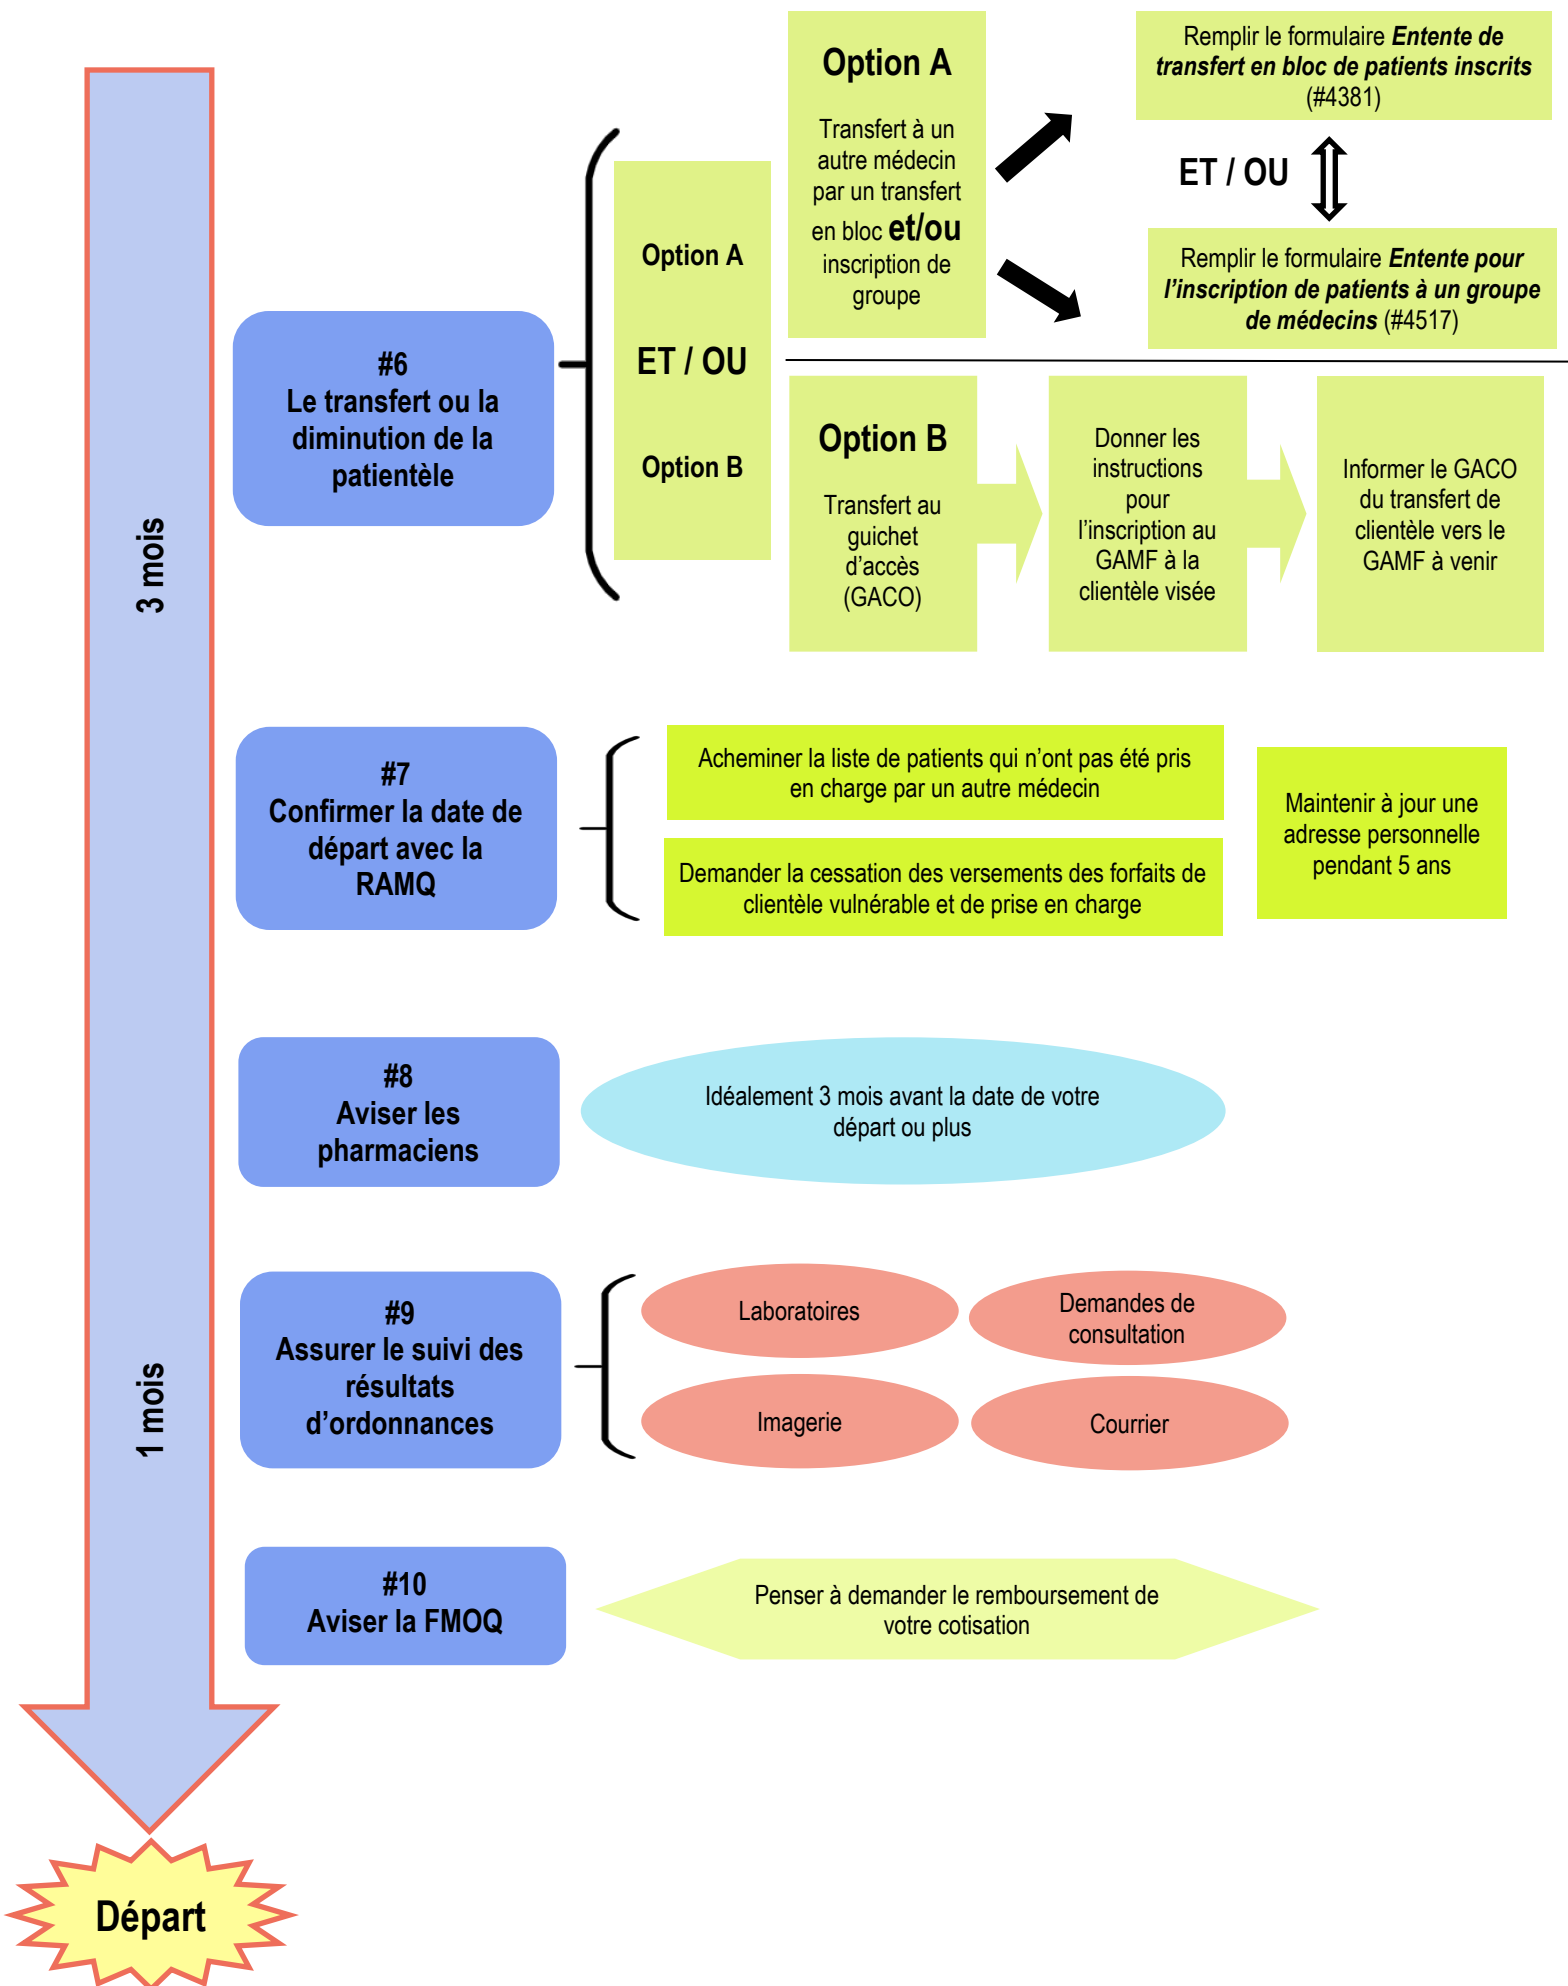 3 mois
1 mois
Départ
#6
Le transfert ou la
diminution de la
patientèle
Option A
ET / OU
Option B
Option A
Transfert à un
autre médecin
par un transfert
en bloc et/ou
inscription de
groupe
Remplir le formulaire Entente de
transfert en bloc de patients inscrits
(#4381)
ET / OU
Remplir le formulaire Entente pour
l’inscription de patients à un groupe
de médecins (#4517)
Option B
Transfert au
guichet
d’accès
(GACO)
Donner les
instructions
pour
l’inscription au
GAMF à la
clientèle visée
Informer le GACO
du transfert de
clientèle vers le
GAMF à venir
#7
Confirmer la date de
départ avec la
RAMQ
Acheminer la liste de patients qui n’ont pas été pris
en charge par un autre médecin
Demander la cessation des versements des forfaits de
clientèle vulnérable et de prise en charge
Maintenir à jour une
adresse personnelle
pendant 5 ans
#8
Aviser les
pharmaciens
Idéalement 3 mois avant la date de votre
départ ou plus
#9
Assurer le suivi des
résultats
d’ordonnances
Laboratoires
Demandes de
consultation
Imagerie
Courrier
#10
Aviser la FMOQ
Penser à demander le remboursement de
votre cotisation